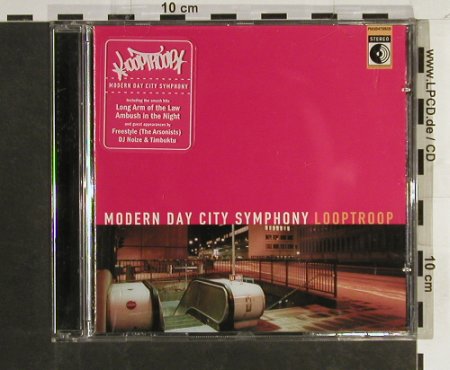 10 cm
LOOPTROOP
MODERN DAY CITY SYMPHONY
including the smash hits
Long Arm of the Law
Ambush in the Night
and guest appearances by
Freestyle (The Arsonists)
DJ Noize & Timbuktu
STEREO
www.LPCD.de / CD
MODERN DAY CITY SYMPHONY LOOPTROOP
10 cm